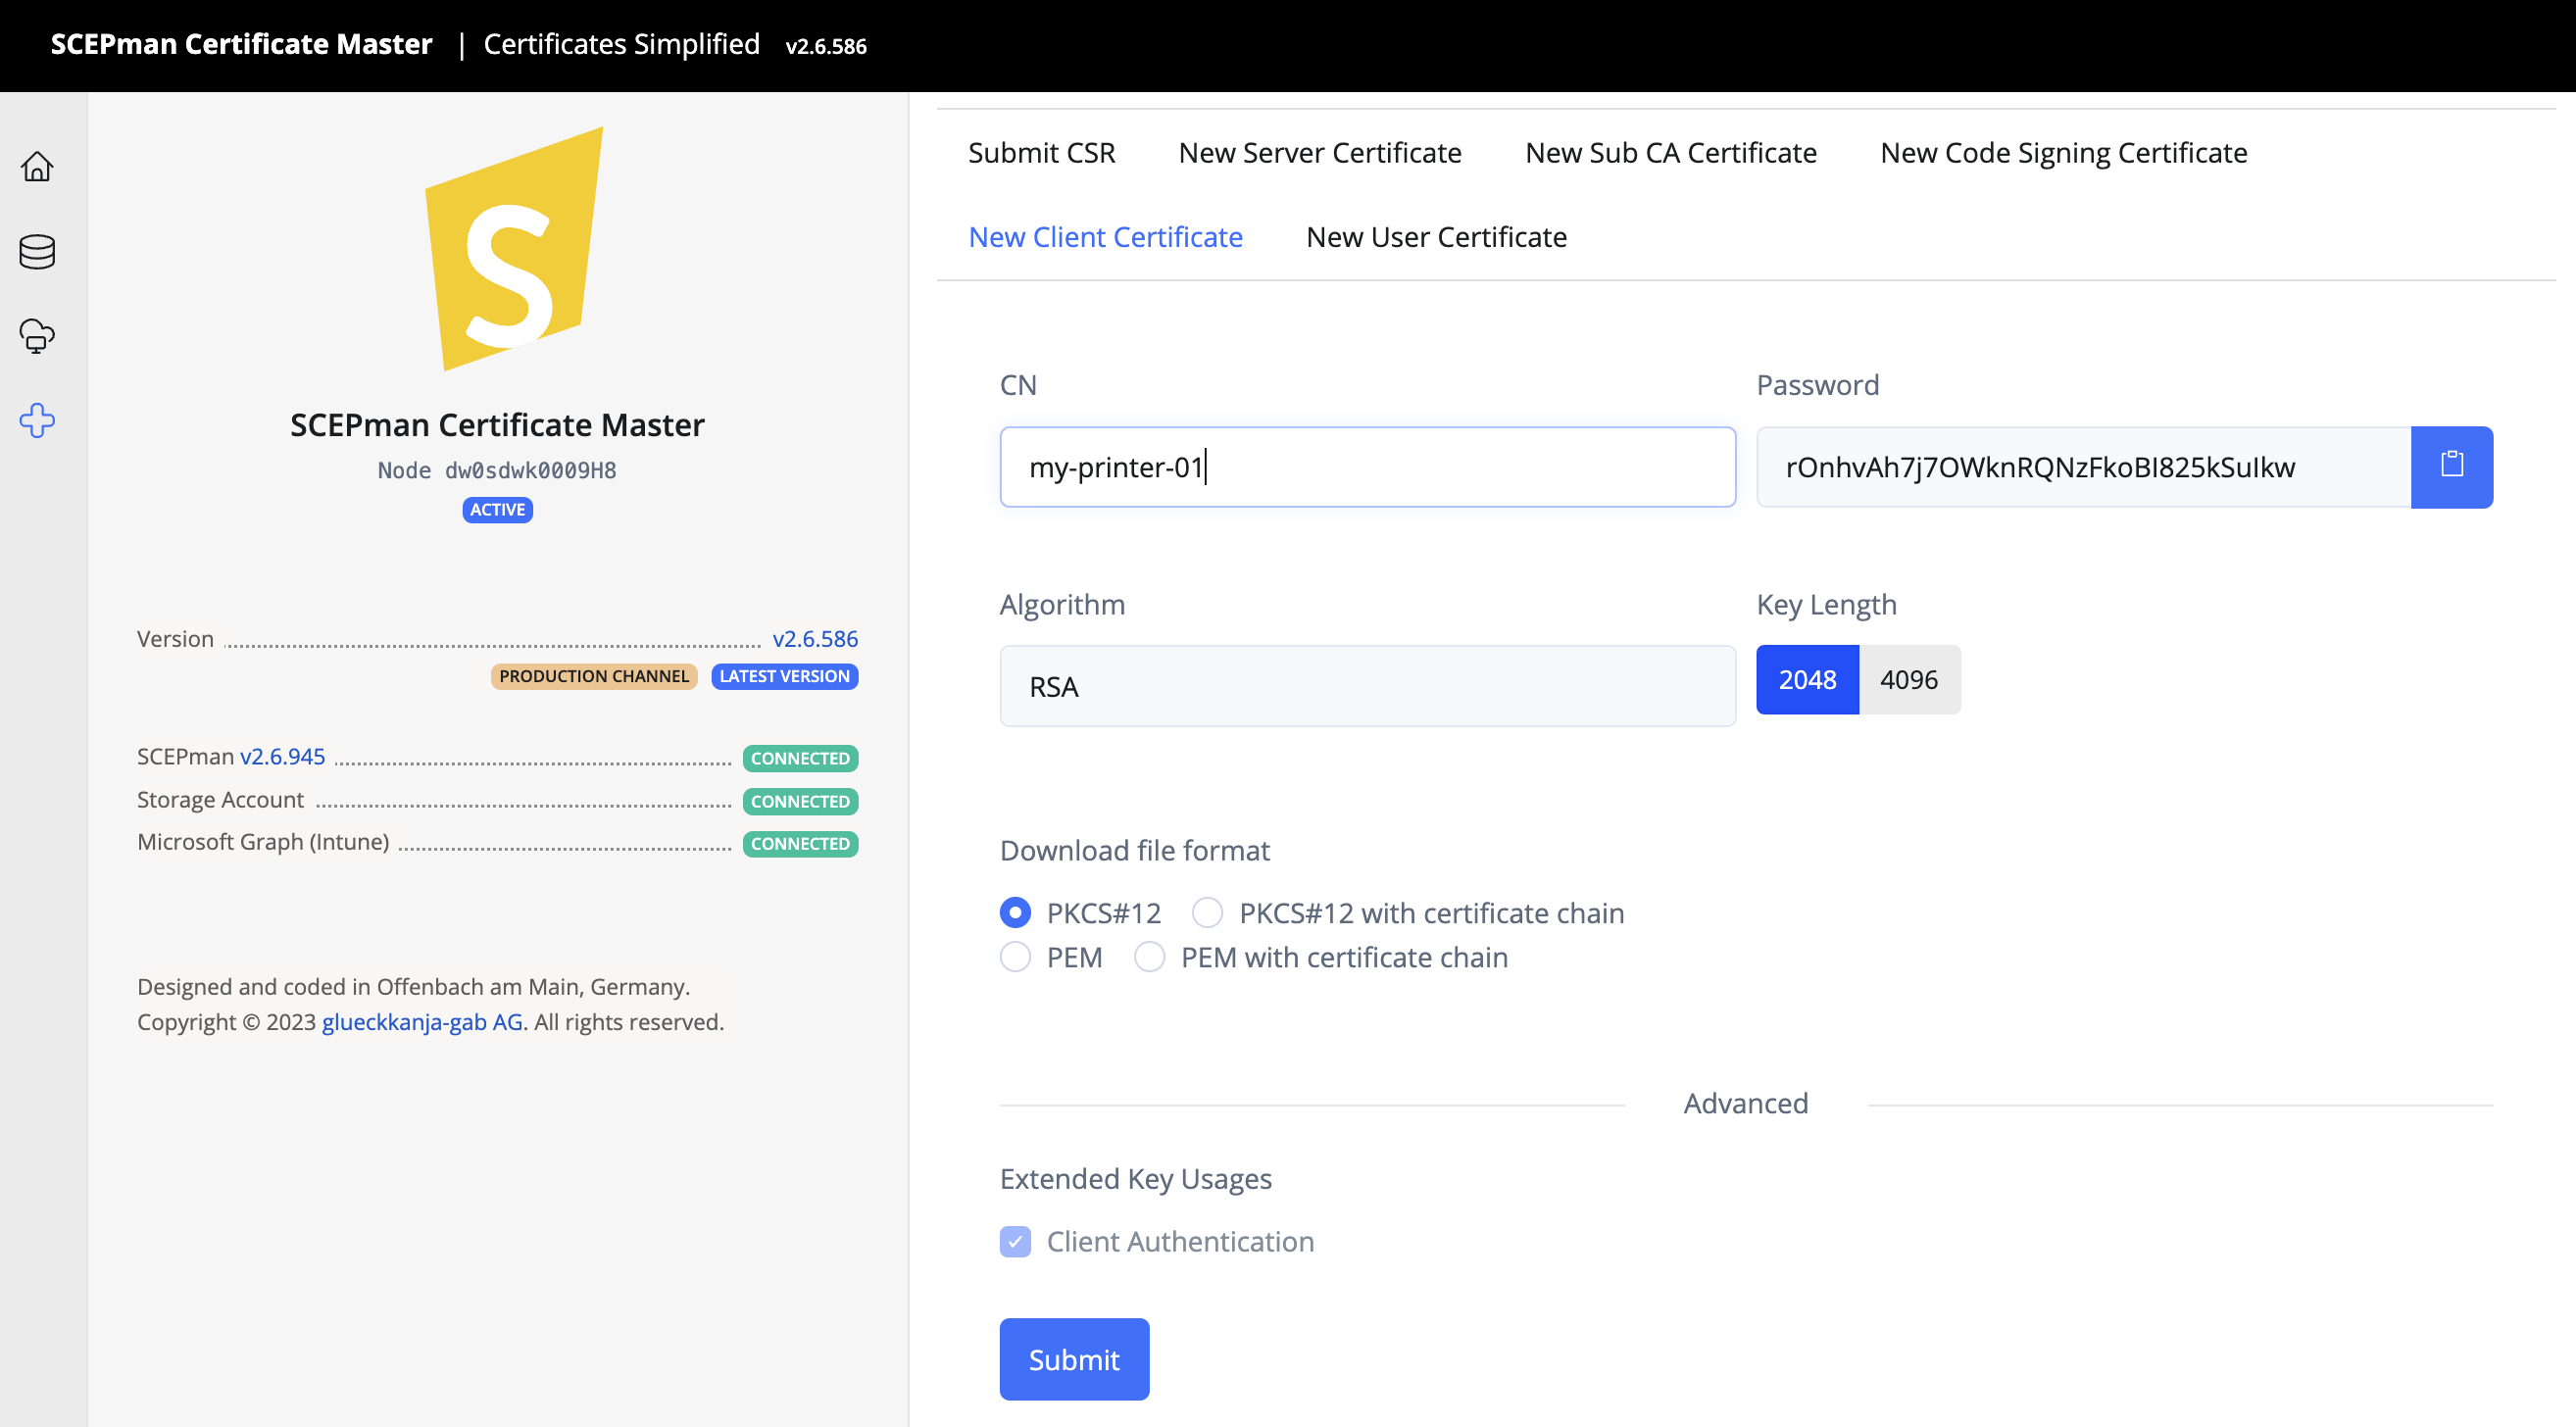 SCEPman Certificate Master | Certificates Simplified v2.6.586
S
SCEPman Certificate Master
Node dw0sdwk0009H8
ACTIVE
Version v2.6.586
PRODUCTION CHANNEL LATEST VERSION
SCEPman v2.6.945 CONNECTED
Storage Account CONNECTED
Microsoft Graph (Intune) CONNECTED
Designed and coded in Offenbach am Main, Germany.
Copyright © 2023 glueckkanja-gab AG. All rights reserved.
Submit CSR New Server Certificate New Sub CA Certificate New Code Signing Certificate
New Client Certificate New User Certificate
CN Password
my-printer-01 rOnhvAh7j7OWknRQNzFkoBI825kSuIkw
Algorithm Key Length
RSA 2048 4096
Download file format
PKCS#12 PKCS#12 with certificate chain
PEM PEM with certificate chain
Advanced
Extended Key Usages
Client Authentication
Submit